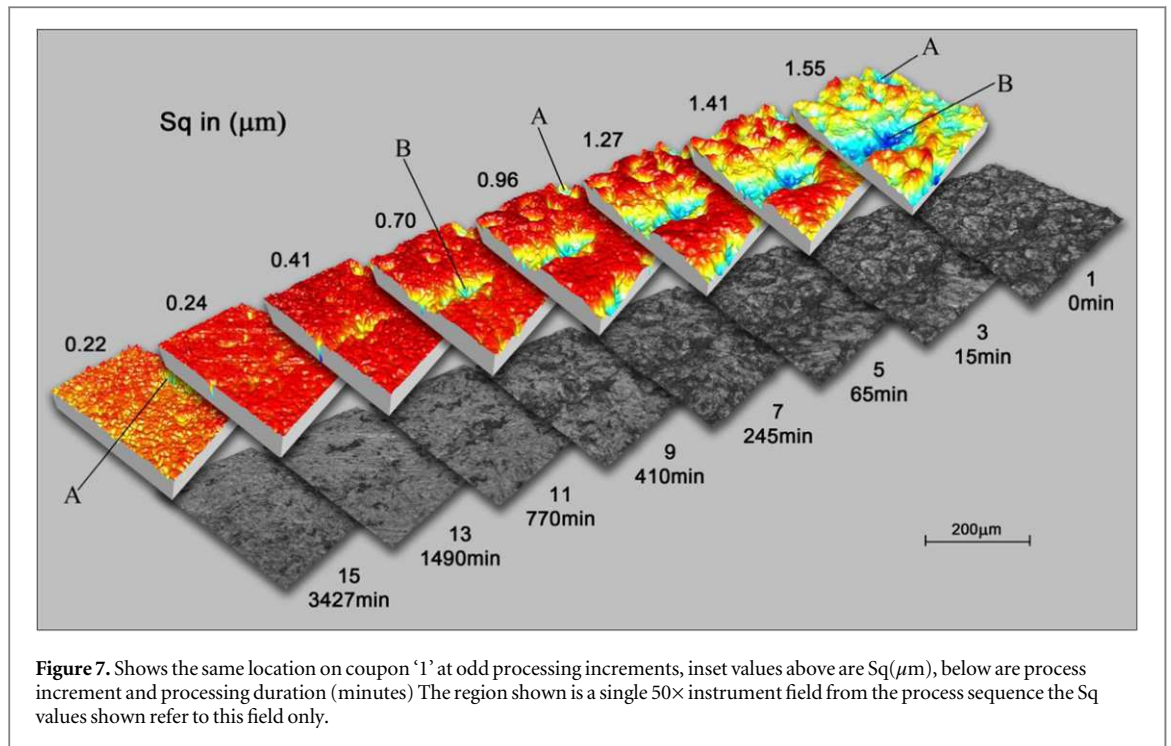 Sq in (μm)
1.55
A
B
1.41
1.27
A
0.96
B
0.70
0.41
0.24
0.22
A
1
0min
3
15min
5
65min
7
245min
9
410min
11
770min
13
1490min
15
3427min
200μm
Figure 7. Shows the same location on coupon ‘1’ at odd processing increments, inset values above are Sq(μm), below are process
increment and processing duration (minutes) The region shown is a single 50× instrument field from the process sequence the Sq
values shown refer to this field only.